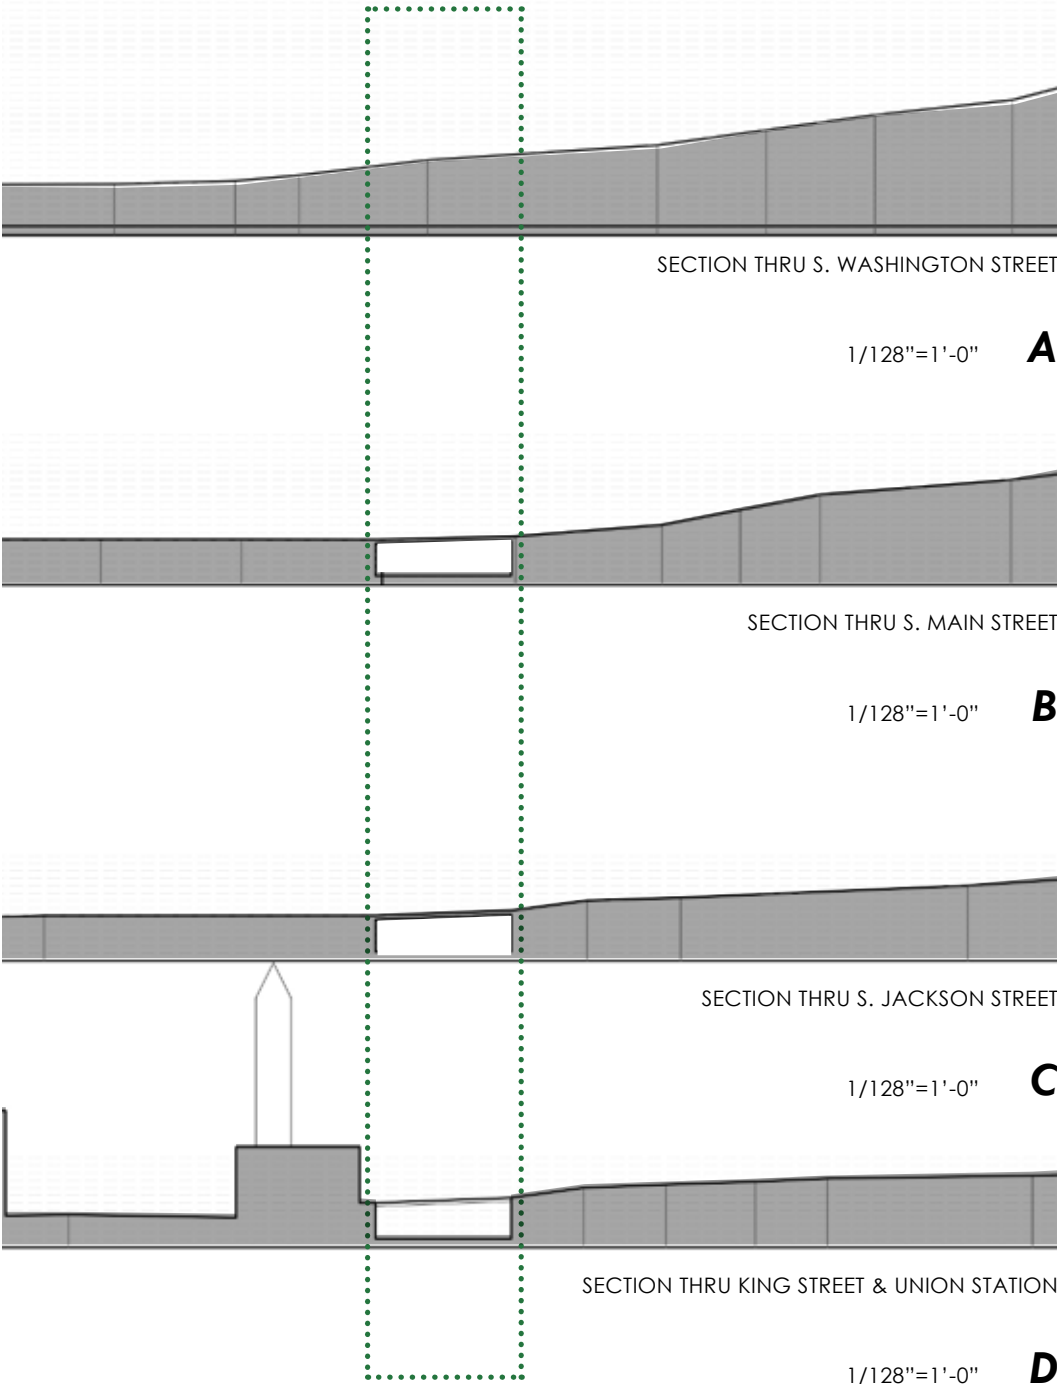 SECTION THRU S. WASHINGTON STREET
1/128”=1’-0” A
SECTION THRU S. MAIN STREET
1/128”=1’-0” B
SECTION THRU S. JACKSON STREET
1/128”=1’-0” C
SECTION THRU KING STREET & UNION STATION
1/128”=1’-0” D